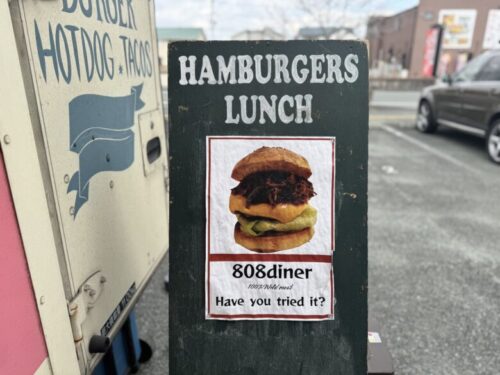 BURGER
HOTDOG ★ TACOS
HAMBURGERS
LUNCH
808diner
Have you tried it?